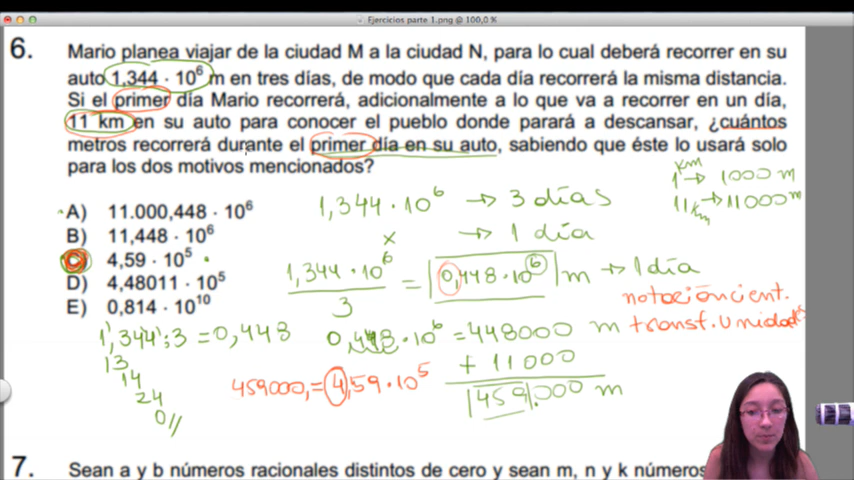 Ejercicios parte 1.png @ 100,0 %
6.
Mario planea viajar de la ciudad M a la ciudad N, para lo cual deberá recorrer en su
auto 1,344 · 10⁶ m en tres días, de modo que cada día recorrerá la misma distancia.
Si el primer día Mario recorrerá, adicionalmente a lo que va a recorrer en un día,
11 km en su auto para conocer el pueblo donde parará a descansar, ¿cuántos
metros recorrerá durante el primer día en su auto, sabiendo que éste lo usará solo
para los dos motivos mencionados?
1 km → 1000 m
11 km → 11000 m
A) 11.000,448 · 10⁶
B) 11,448 · 10⁶
C) 4,59 · 10⁵
D) 4,48011 · 10⁵
E) 0,814 · 10¹⁰
1,344 · 10⁶ → 3 días
x → 1 día
1,344 · 10⁶
3
= 0,448 · 10⁶ m → 1 día
notación cient.
transf. unidades
1,344 : 3 = 0,448
13
14
24
0//
0,448 · 10⁶ = 448000 m
+ 11000
459.000 m
459000, = 4,59 · 10⁵
7. Sean a y b números racionales distintos de cero y sean m, n y k números